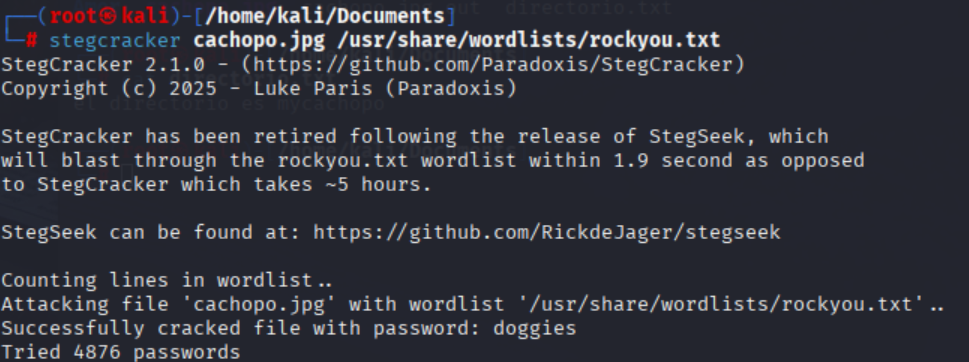 ┌──(root㉿kali)-[/home/kali/Documents]
└─# stegcracker cachopo.jpg /usr/share/wordlists/rockyou.txt
StegCracker 2.1.0 - (https://github.com/Paradoxis/StegCracker)
Copyright (c) 2025 - Luke Paris (Paradoxis)
el directorio es mycachopo
StegCracker has been retired following the release of StegSeek, which
will blast through the rockyou.txt wordlist within 1.9 second as opposed
to StegCracker which takes ~5 hours.
StegSeek can be found at: https://github.com/RickdeJager/stegseek
Counting lines in wordlist..
Attacking file 'cachopo.jpg' with wordlist '/usr/share/wordlists/rockyou.txt'..
Successfully cracked file with password: doggies
Tried 4876 passwords